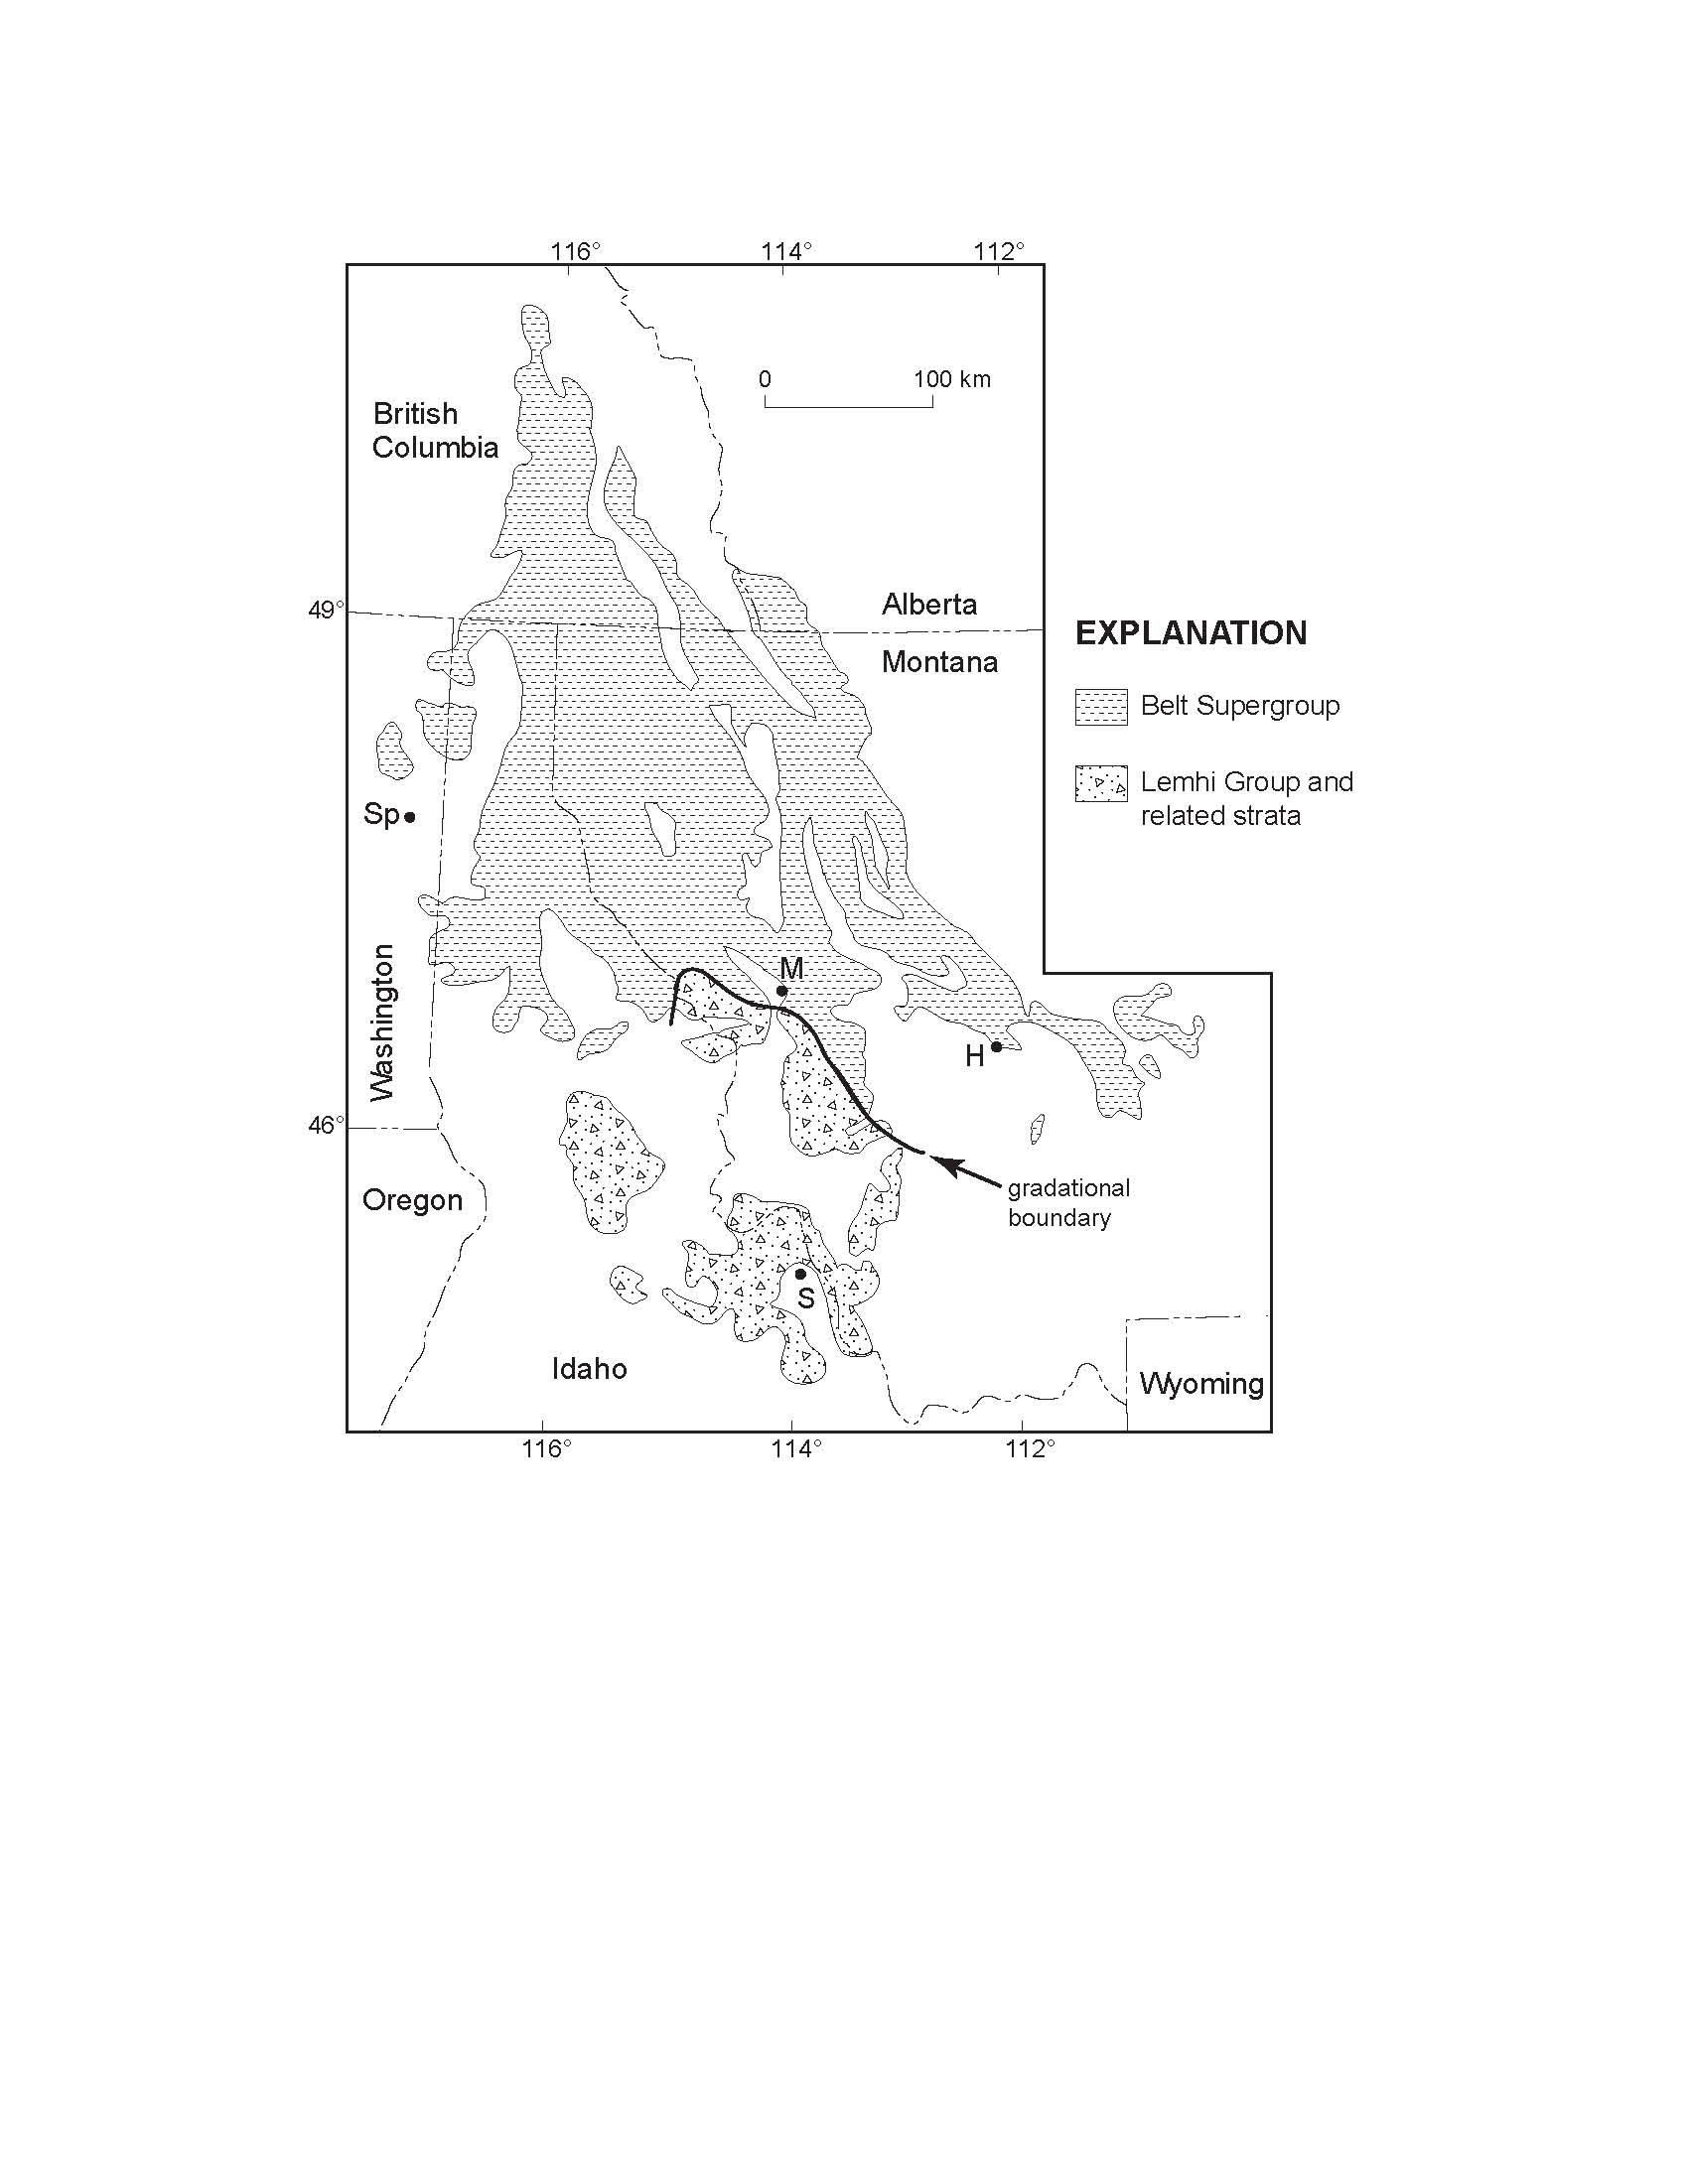 116° 114° 112°
0 100 km
British
Columbia
49°
Alberta
Montana
EXPLANATION
Belt Supergroup
Lemhi Group and
related strata
Sp
Washington
M
H
46°
Oregon
gradational
boundary
S
Idaho
Wyoming
116° 114° 112°